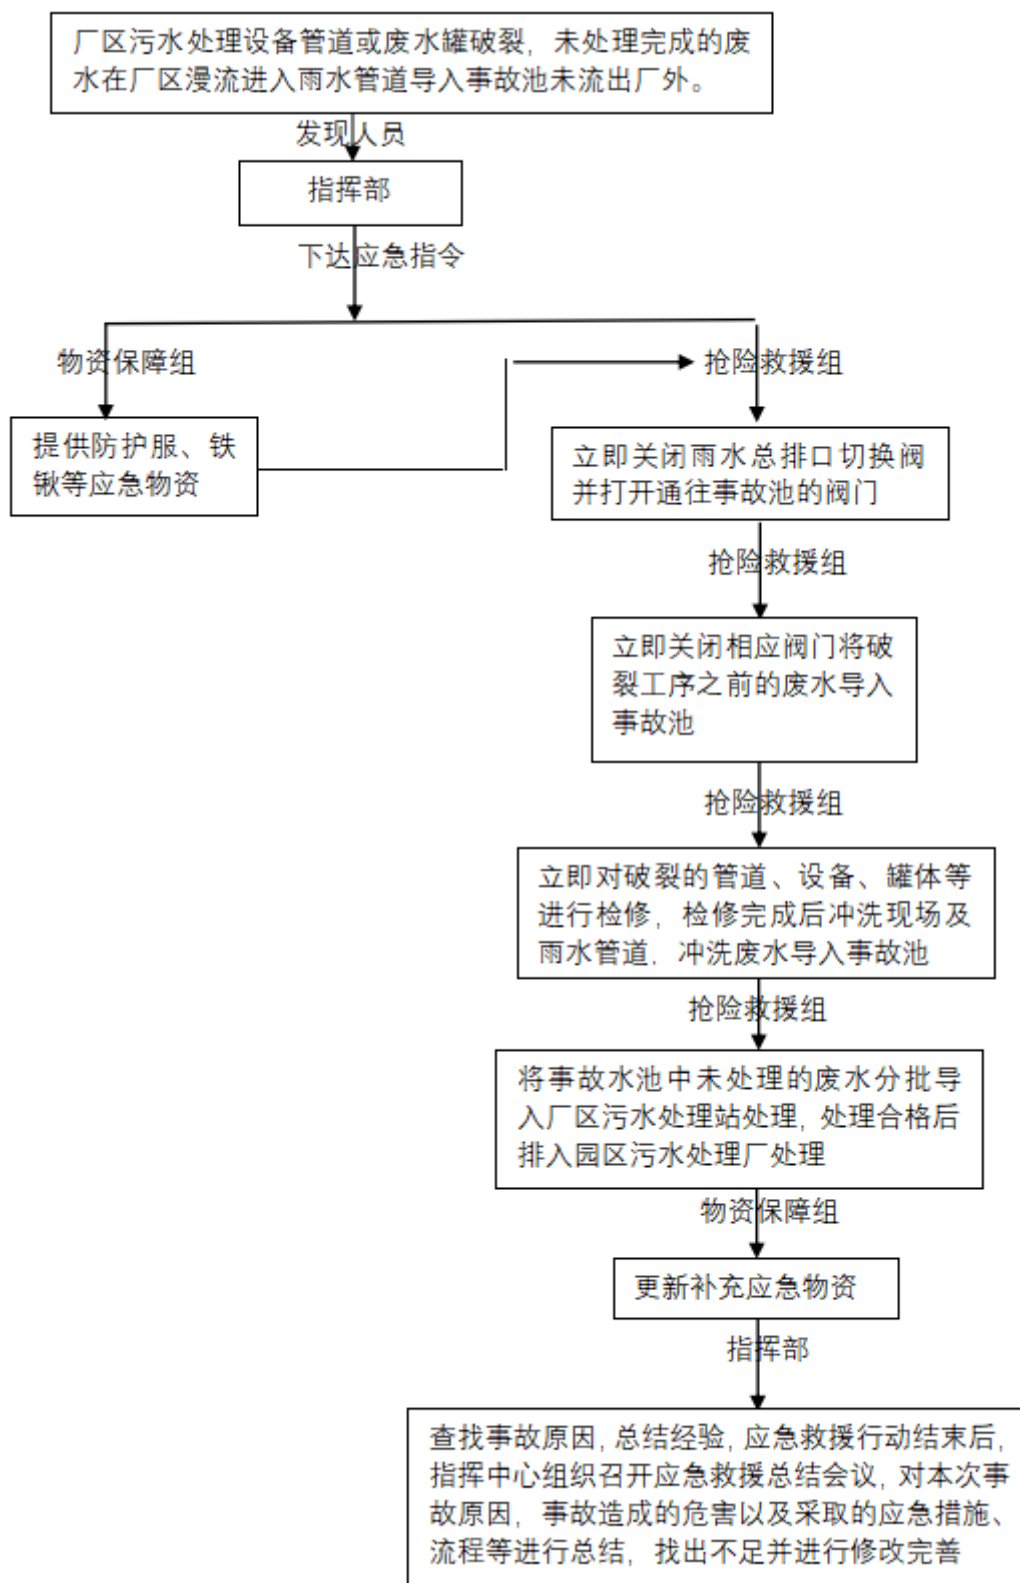 厂区污水处理设备管道或废水罐破裂，未处理完成的废
水在厂区漫流进入雨水管道导入事故池未流出厂外。
发现人员
指挥部
下达应急指令
物资保障组
抢险救援组
提供防护服、铁
锹等应急物资
立即关闭雨水总排口切换阀
并打开通往事故池的阀门
抢险救援组
立即关闭相应阀门将破
裂工序之前的废水导入
事故池
抢险救援组
立即对破裂的管道、设备、罐体等
进行检修，检修完成后冲洗现场及
雨水管道，冲洗废水导入事故池
抢险救援组
将事故水池中未处理的废水分批导
入厂区污水处理站处理，处理合格后
排入园区污水处理厂处理
物资保障组
更新补充应急物资
指挥部
查找事故原因，总结经验，应急救援行动结束后，
指挥中心组织召开应急救援总结会议，对本次事
故原因，事故造成的危害以及采取的应急措施、
流程等进行总结，找出不足并进行修改完善